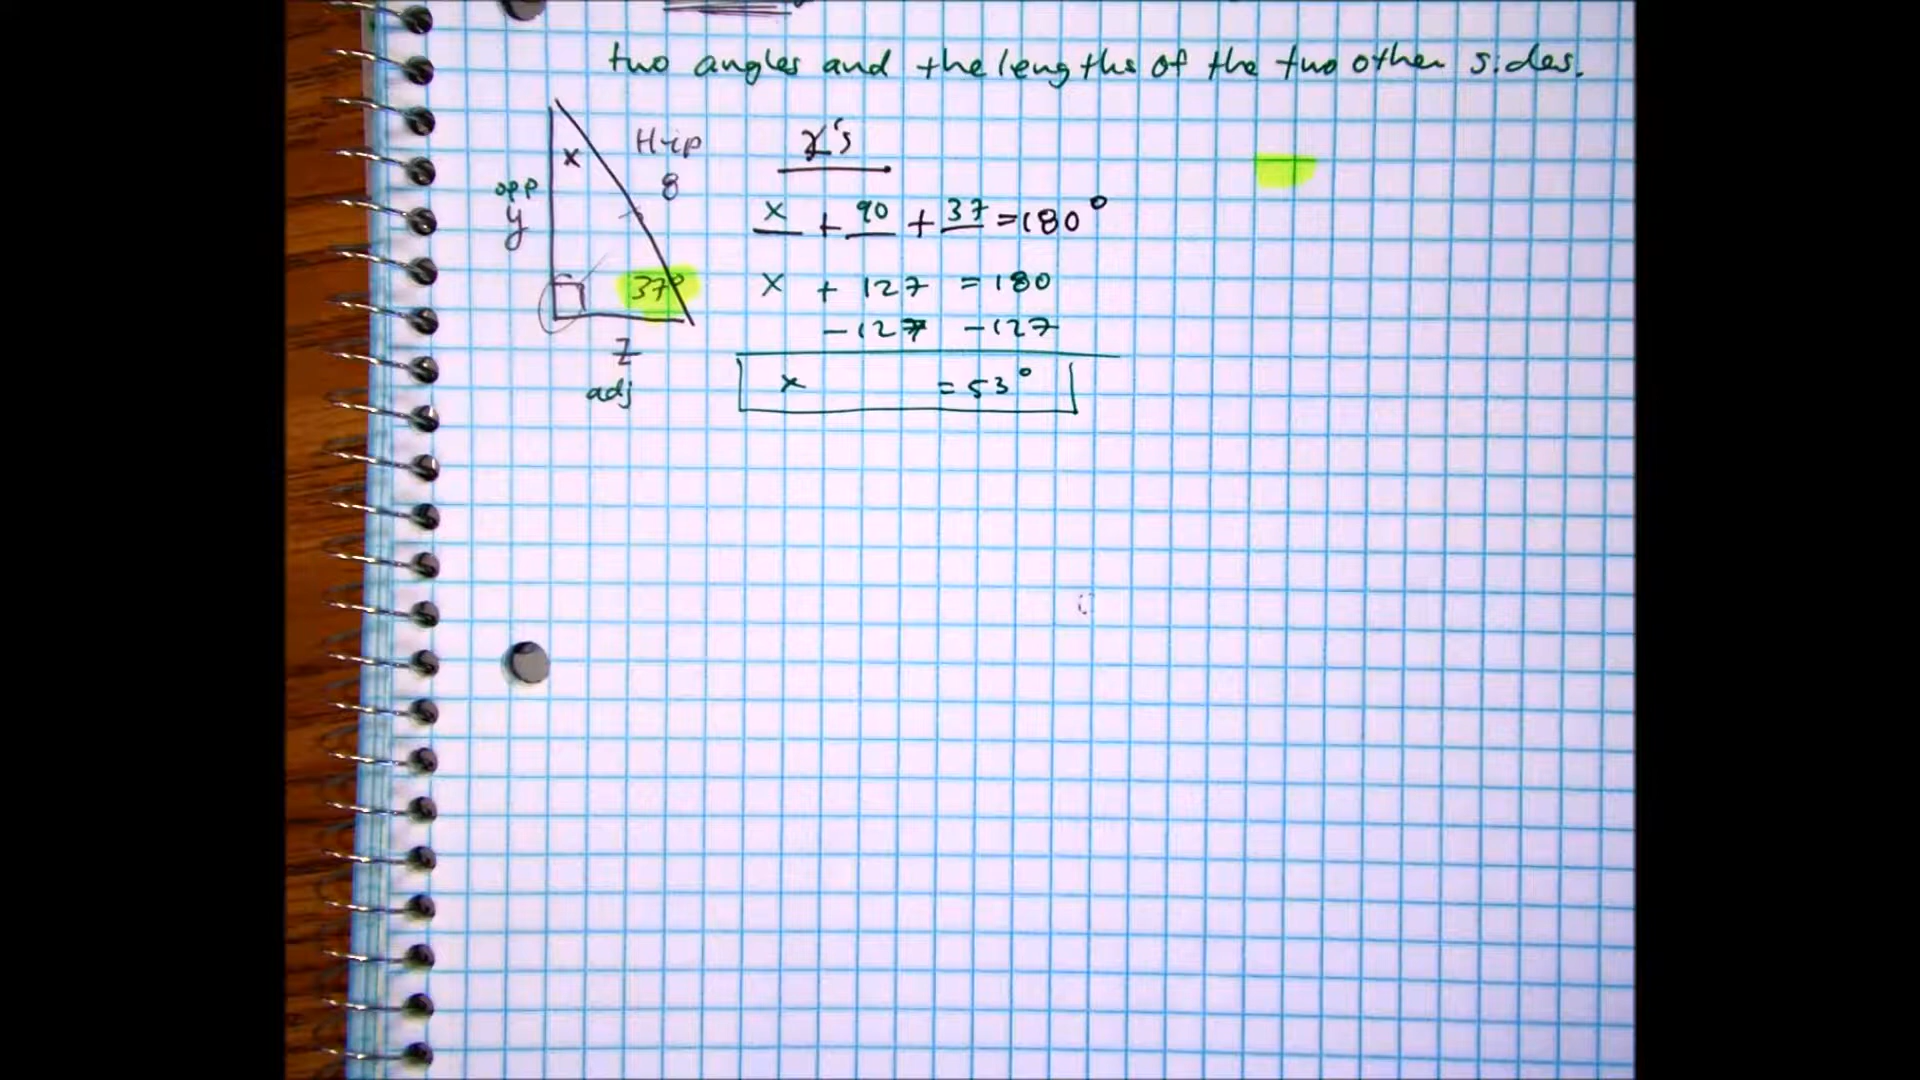 two angles and the lengths of the two other sides.
x
Hyp
8
opp
y
37°
z
adj
∠'s
x + 90 + 37 = 180°
x + 127 = 180
-127 -127
x = 53°